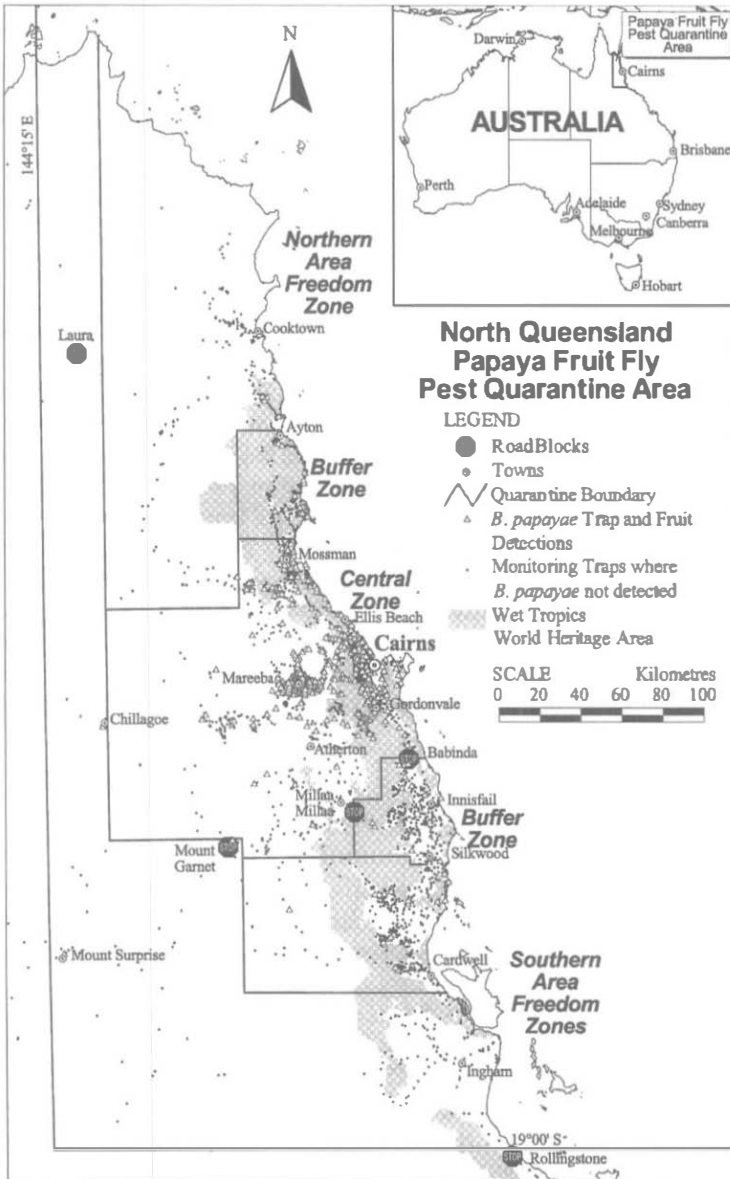 Papaya Fruit Fly
Pest Quarantine
Area
Darwin
Cairns
AUSTRALIA
Brisbane
Perth
Adelaide
Sydney
Canberra
Melbourne
Hobart
N
144°15' E
Northern
Area
Freedom
Zone
Laura
Cooktown
North Queensland
Papaya Fruit Fly
Pest Quarantine Area
LEGEND
RoadBlocks
Towns
Quarantine Boundary
B. papayae Trap and Fruit
Detections
Monitoring Traps where
B. papayae not detected
Wet Tropics
World Heritage Area
SCALE Kilometres
0 20 40 60 80 100
Ayton
Buffer
Zone
Mossman
Central
Zone
Ellis Beach
Cairns
Mareeba
Gordonvale
Chillagoe
Atherton
STOP
Babinda
Millaa
Millaa
STOP
Innisfail
Buffer
Zone
Silkwood
Mount
Garnet
Mount Surprise
Cardwell
Southern
Area
Freedom
Zones
Ingham
19°00' S
STOP
Rollingstone